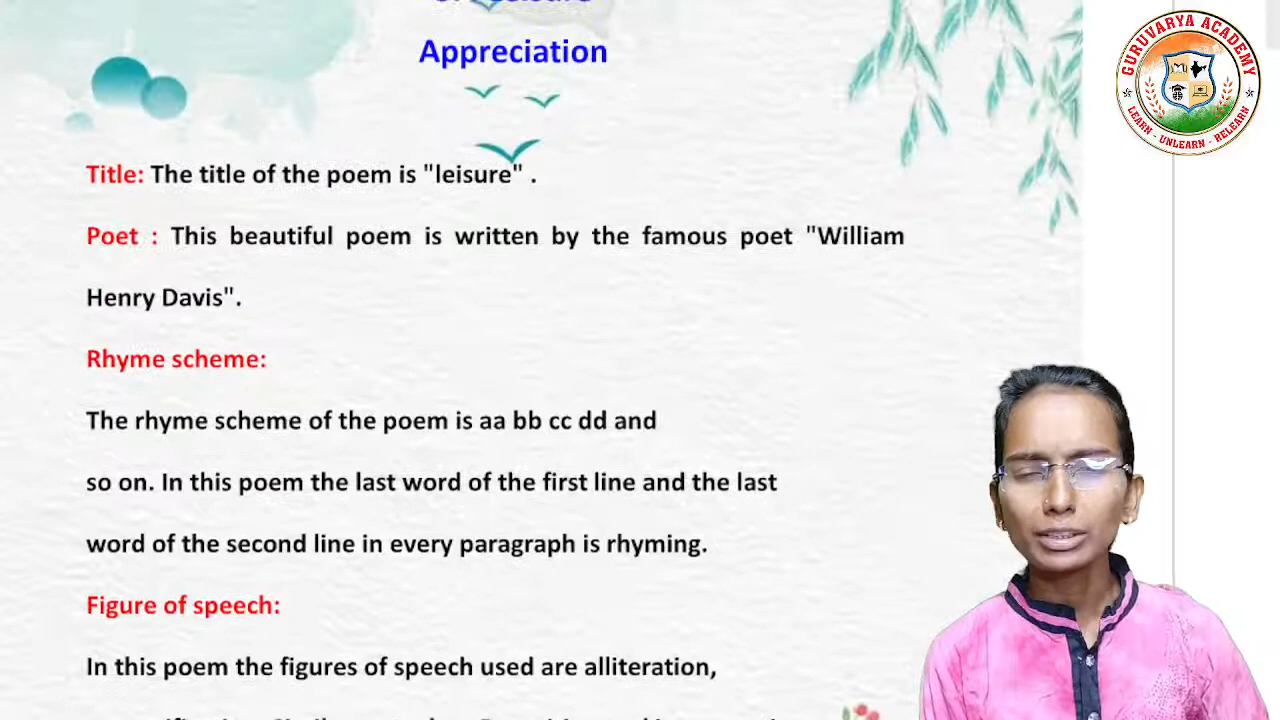 Appreciation
Title: The title of the poem is "leisure" .
Poet : This beautiful poem is written by the famous poet "William
Henry Davis".
Rhyme scheme:
The rhyme scheme of the poem is aa bb cc dd and
so on. In this poem the last word of the first line and the last
word of the second line in every paragraph is rhyming.
Figure of speech:
In this poem the figures of speech used are alliteration,
GURUVARYA ACADEMY
LEARN - UNLEARN - RELEARN